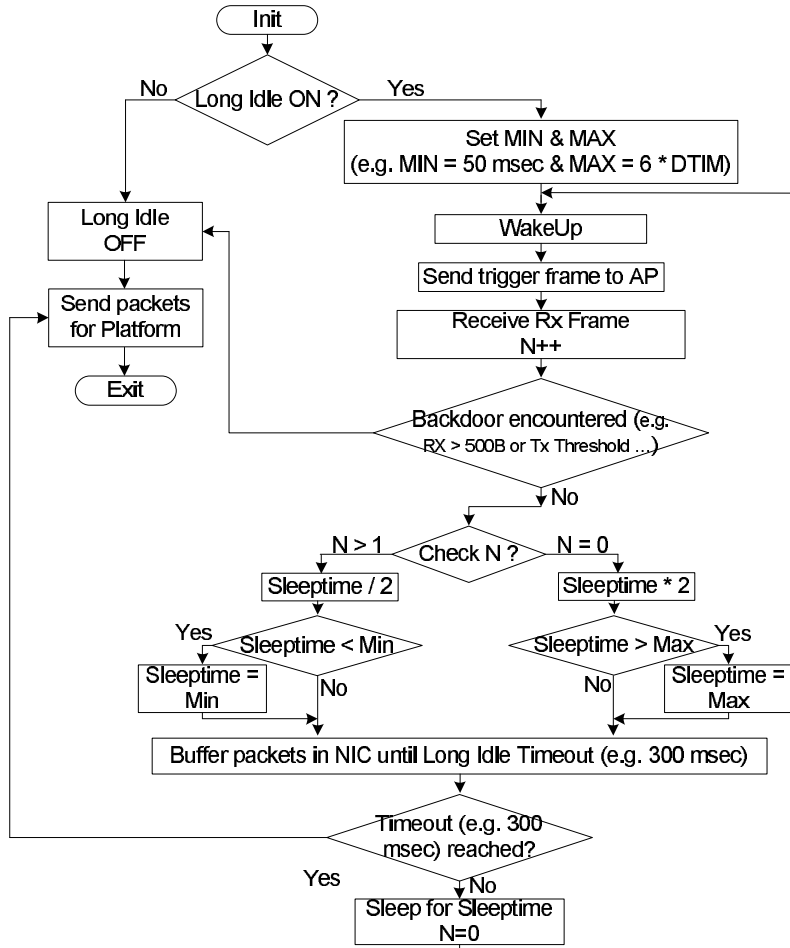 Init
No
Long Idle ON ?
Yes
Set MIN & MAX
(e.g. MIN = 50 msec & MAX = 6 * DTIM)
Long Idle
OFF
WakeUp
Send trigger frame to AP
Send packets
for Platform
Receive Rx Frame
N++
Exit
Backdoor encountered (e.g.
RX > 500B or Tx Threshold ...)
No
N > 1
Check N ?
N = 0
Sleeptime / 2
Sleeptime * 2
Yes
Sleeptime < Min
Sleeptime > Max
Yes
Sleeptime =
Min
No
No
Sleeptime =
Max
Buffer packets in NIC until Long Idle Timeout (e.g. 300 msec)
Timeout (e.g. 300
msec) reached?
Yes
No
Sleep for Sleeptime
N=0